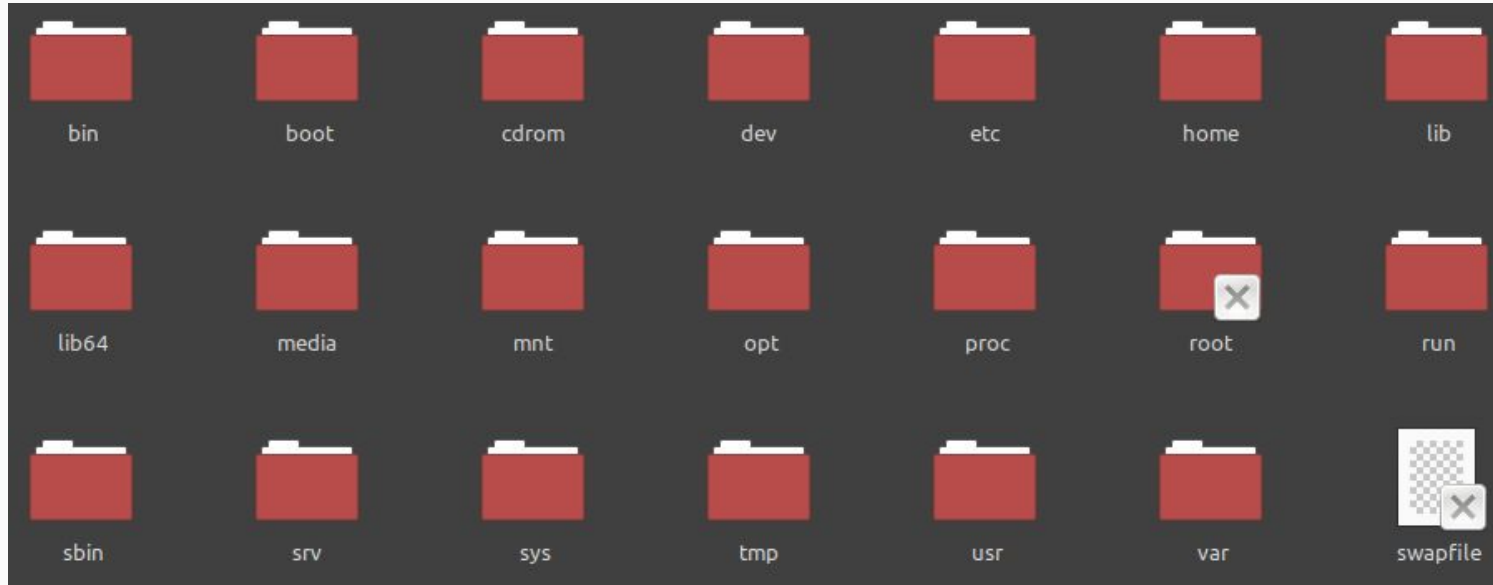 bin boot cdrom dev etc home lib
lib64 media mnt opt proc root run
sbin srv sys tmp usr var swapfile